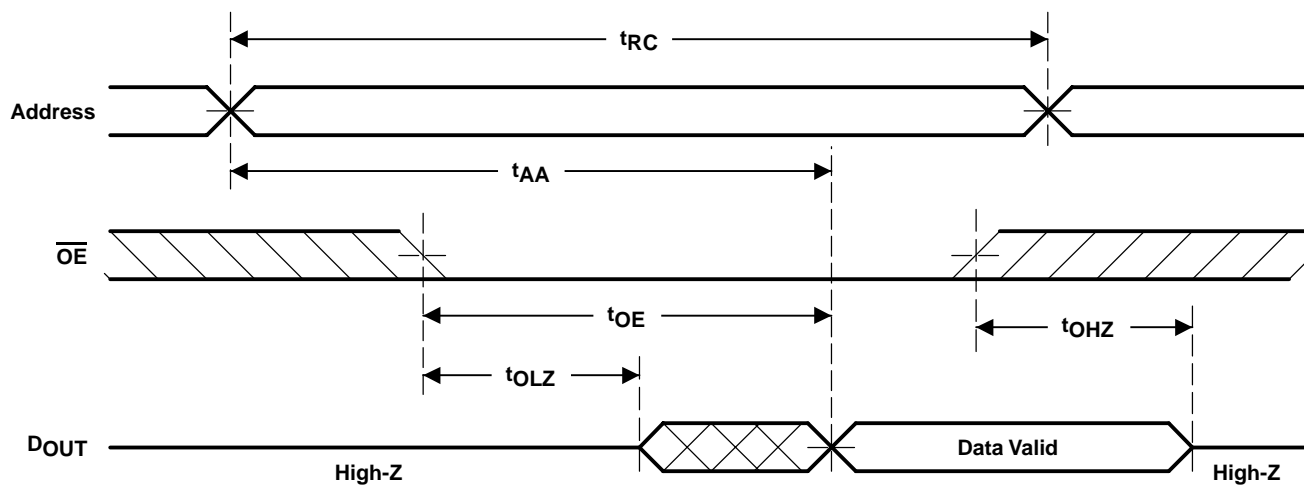 tRC
Address
tAA
OE
tOE
tOHZ
tOLZ
DOUT
Data Valid
High-Z
High-Z